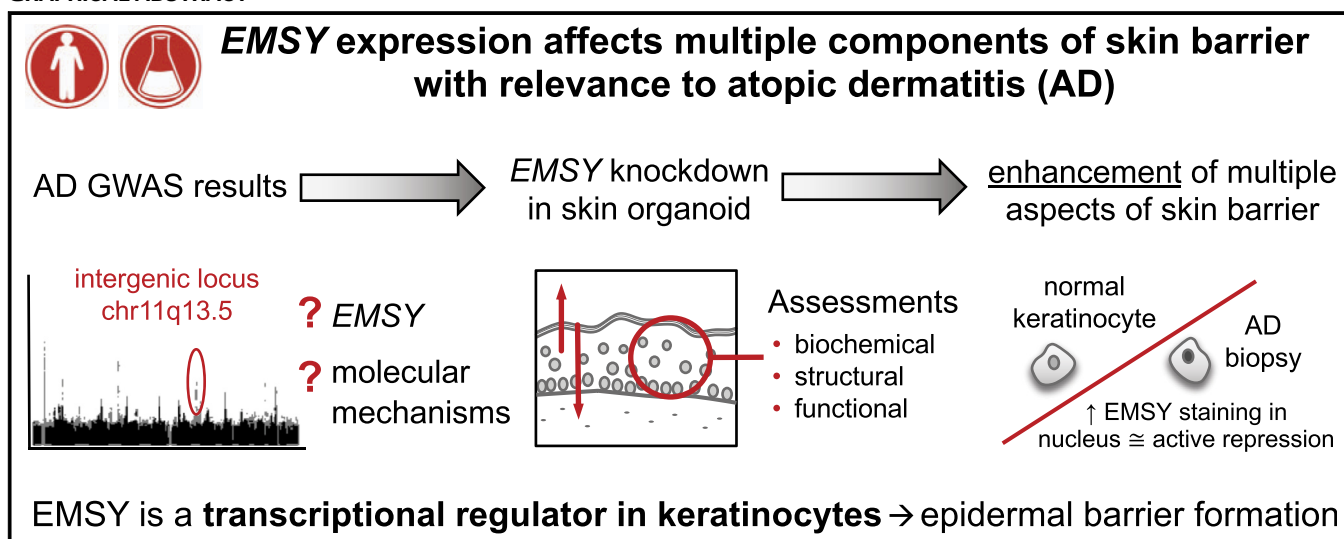 EMSY expression affects multiple components of skin barrier
with relevance to atopic dermatitis (AD)
AD GWAS results
EMSY knockdown
in skin organoid
enhancement of multiple
aspects of skin barrier
intergenic locus
chr11q13.5
? EMSY
? molecular
mechanisms
Assessments
• biochemical
• structural
• functional
normal
keratinocyte
AD
biopsy
↑ EMSY staining in
nucleus ≅ active repression
EMSY is a transcriptional regulator in keratinocytes → epidermal barrier formation